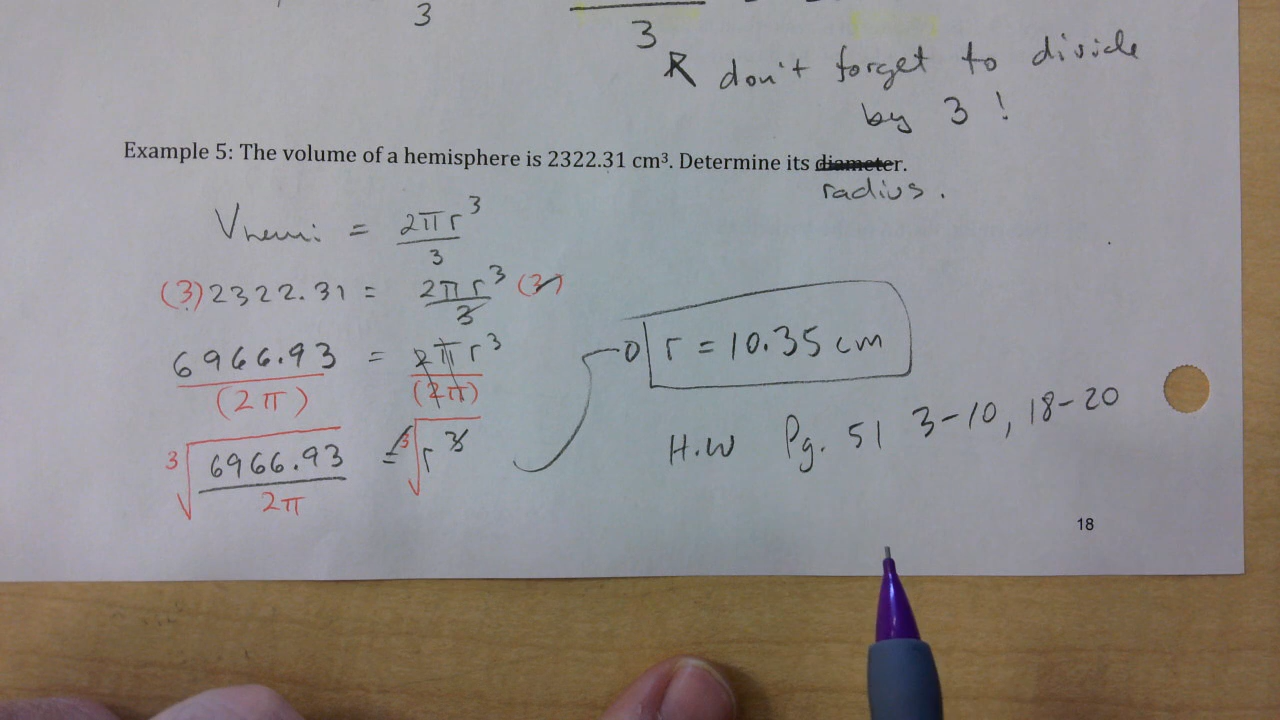 3
3
don't forget to divide
by 3 !
Example 5: The volume of a hemisphere is 2322.31 cm³. Determine its diameter.
radius.
Vhemi = 2πr³/3
(3)2322.31 = 2πr³/3 (3)
6966.93/(2π) = 2πr³/(2π)
r = 10.35 cm
³√(6966.93/2π) = ³√r³
H.W Pg. 51 3-10, 18-20
18